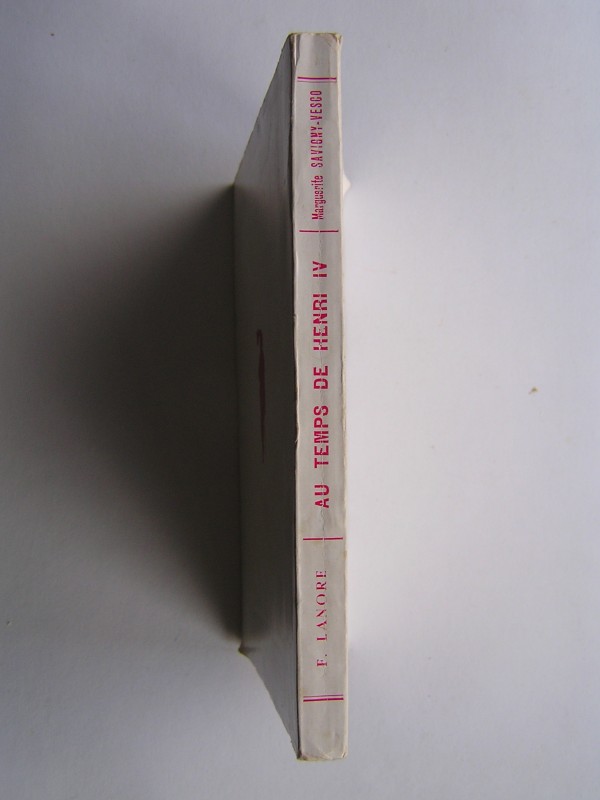 Marguerite SAVIGNY-VESCO
AU TEMPS DE HENRI IV
F. LANORE